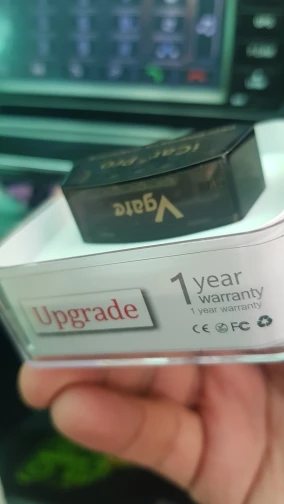 iCar Pro
Vgate
Upgrade
1 year
warranty
1 year warranty
CE FC